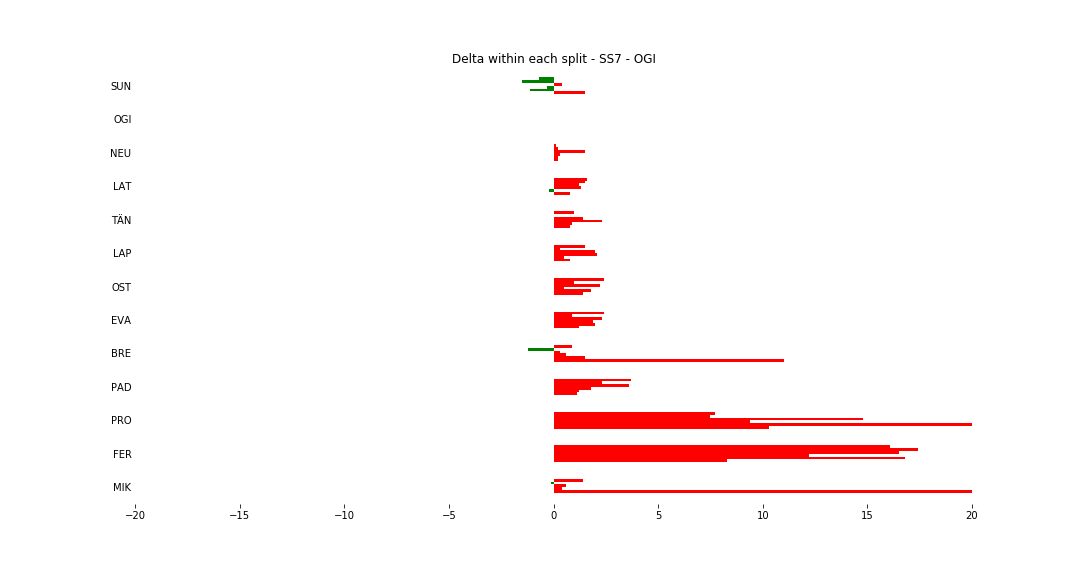 Delta within each split - SS7 - OGI
SUN
OGI
NEU
LAT
TÄN
LAP
OST
EVA
BRE
PAD
PRO
FER
MIK
−20 −15 −10 −5 0 5 10 15 20